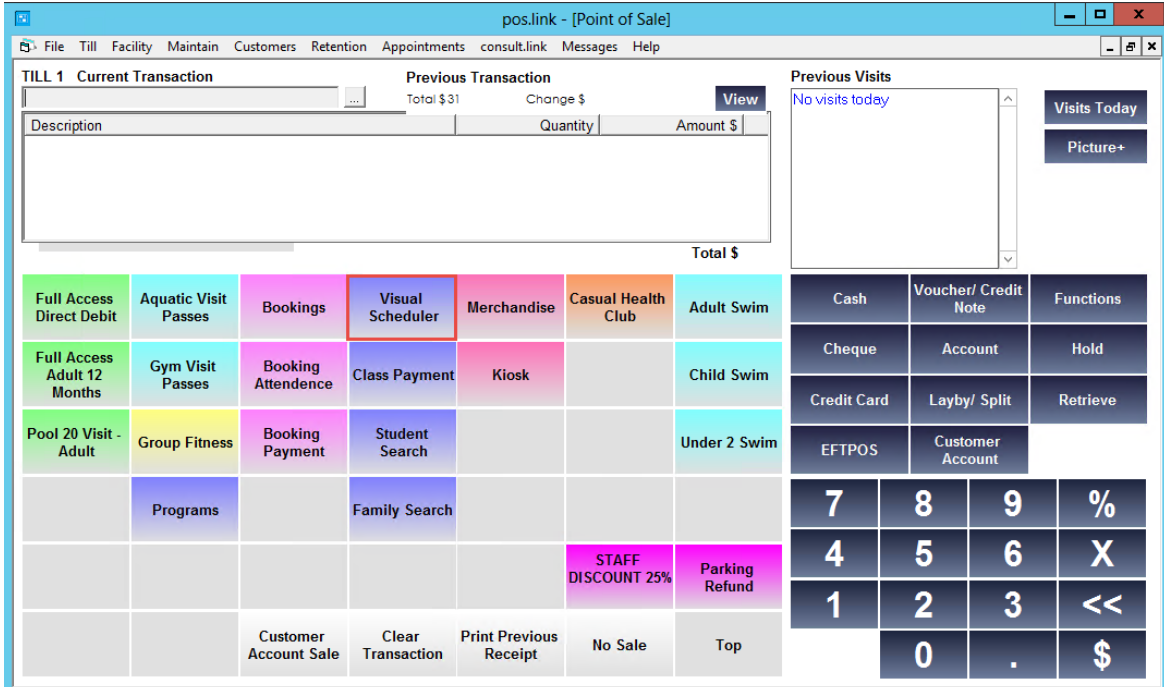 pos.link - [Point of Sale]
File Till Facility Maintain Customers Retention Appointments consult.link Messages Help
TILL 1 Current Transaction
Previous Transaction
Previous Visits
...
Total $31 Change $
View
No visits today
Visits Today
Picture+
Description Quantity Amount $
Total $
Full Access
Direct Debit
Aquatic Visit
Passes
Bookings
Visual
Scheduler
Merchandise
Casual Health
Club
Adult Swim
Full Access
Adult 12
Months
Gym Visit
Passes
Booking
Attendence
Class Payment
Kiosk
Child Swim
Pool 20 Visit -
Adult
Group Fitness
Booking
Payment
Student
Search
Under 2 Swim
Programs
Family Search
STAFF
DISCOUNT 25%
Parking
Refund
Customer
Account Sale
Clear
Transaction
Print Previous
Receipt
No Sale
Top
Cash
Voucher/ Credit
Note
Functions
Cheque
Account
Hold
Credit Card
Layby/ Split
Retrieve
EFTPOS
Customer
Account
7 8 9 %
4 5 6 X
1 2 3 <<
0 . $